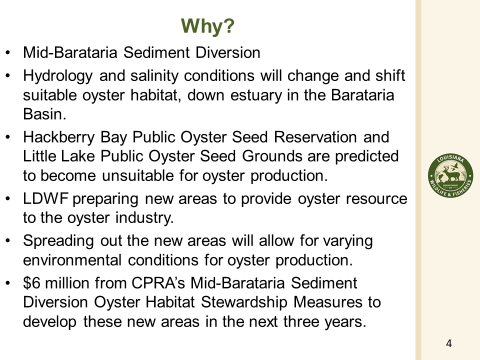 Why?
• Mid-Barataria Sediment Diversion
• Hydrology and salinity conditions will change and shift
suitable oyster habitat, down estuary in the Barataria
Basin.
• Hackberry Bay Public Oyster Seed Reservation and
Little Lake Public Oyster Seed Grounds are predicted
to become unsuitable for oyster production.
• LDWF preparing new areas to provide oyster resource
to the oyster industry.
• Spreading out the new areas will allow for varying
environmental conditions for oyster production.
• $6 million from CPRA's Mid-Barataria Sediment
Diversion Oyster Habitat Stewardship Measures to
develop these new areas in the next three years.
LOUISIANA
WILDLIFE & FISHERIES
4